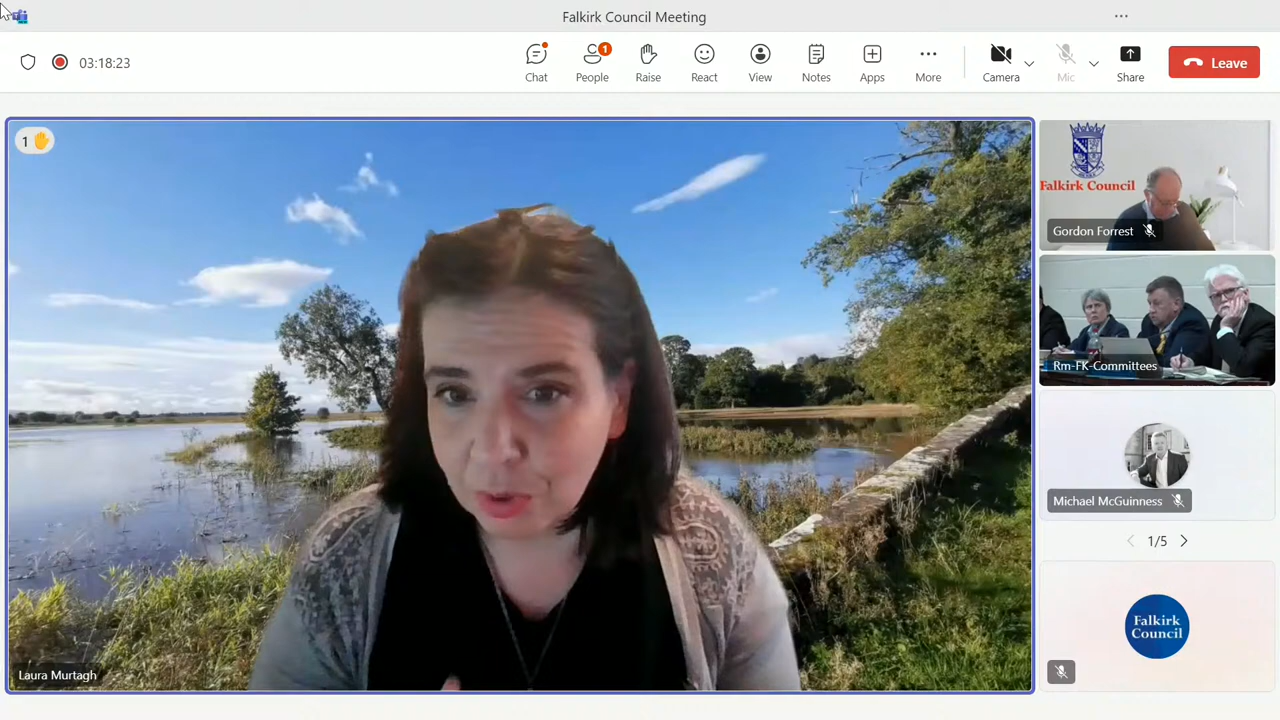 Falkirk Council Meeting
03:18:23
Chat
People
1
Raise
React
View
Notes
Apps
More
Camera
Mic
Share
Leave
1
Laura Murtagh
Falkirk Council
Gordon Forrest
Rm-FK-Committees
Michael McGuinness
1/5
Falkirk
Council